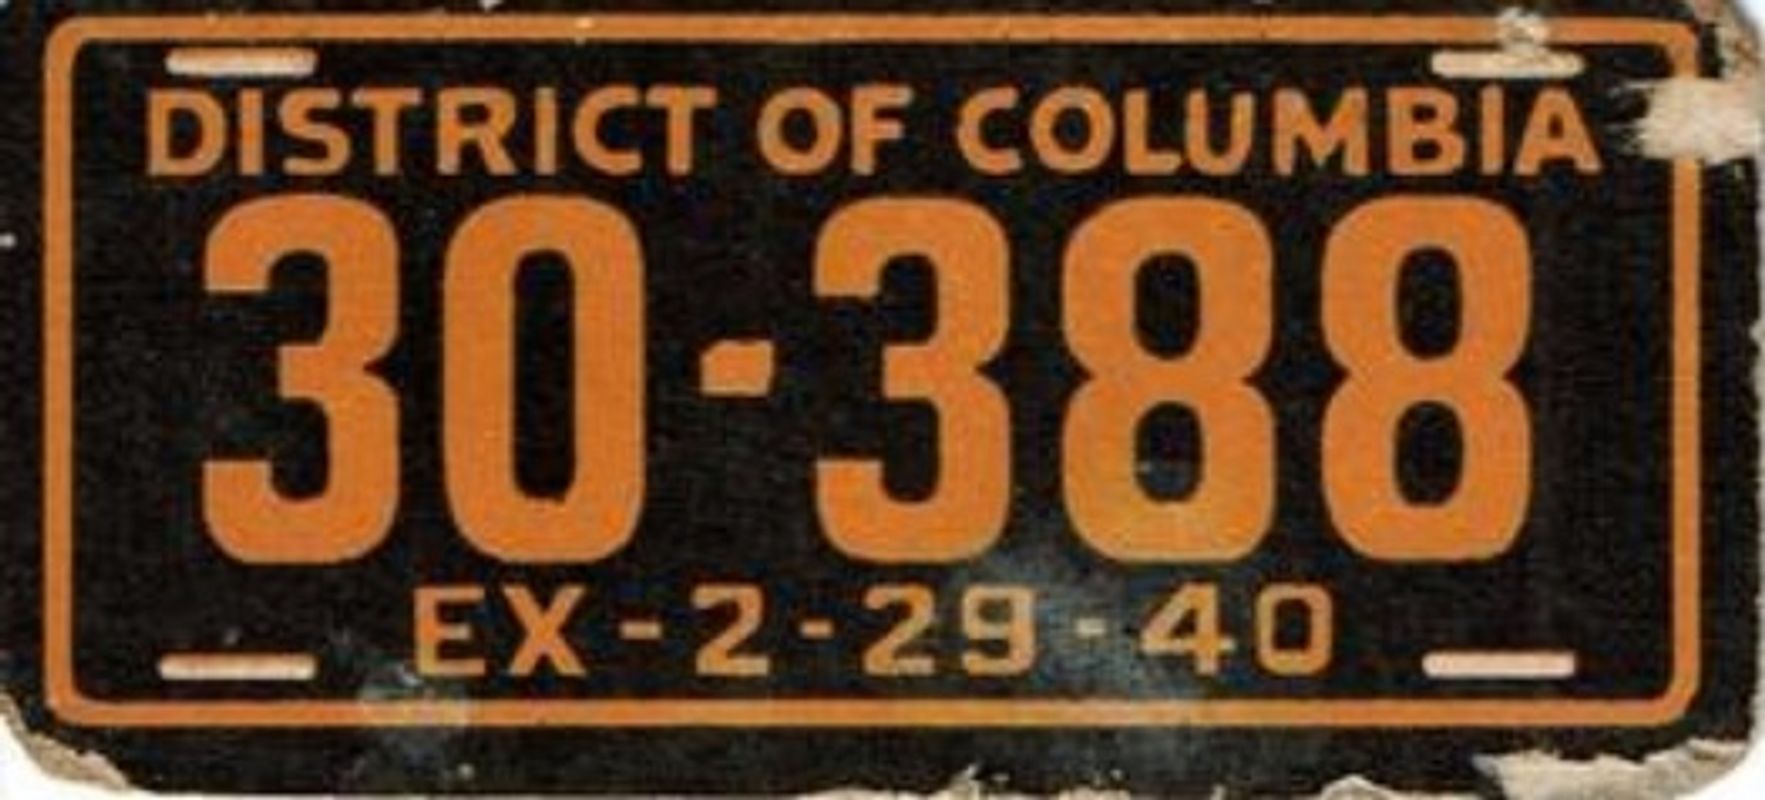 DISTRICT OF COLUMBIA
30-388
EX-2-29-40